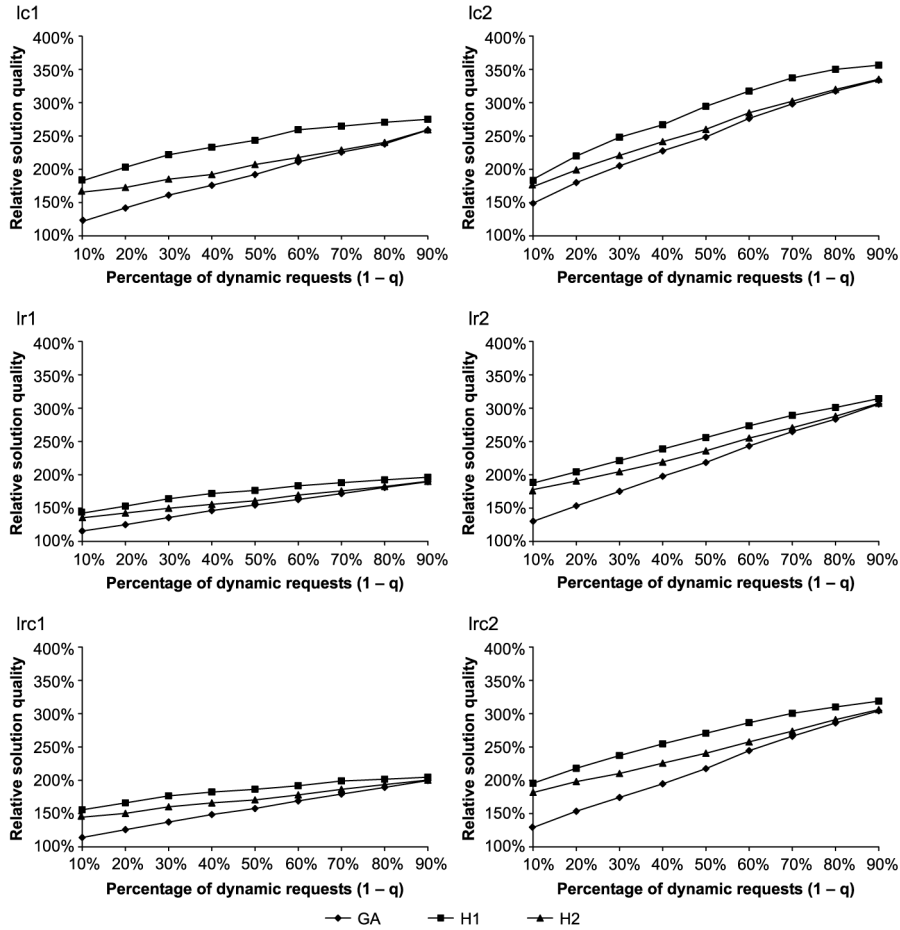 lc1
Relative solution quality
400%
350%
300%
250%
200%
150%
100%
10% 20% 30% 40% 50% 60% 70% 80% 90%
Percentage of dynamic requests (1 – q)
lc2
Relative solution quality
400%
350%
300%
250%
200%
150%
100%
10% 20% 30% 40% 50% 60% 70% 80% 90%
Percentage of dynamic requests (1 – q)
lr1
Relative solution quality
400%
350%
300%
250%
200%
150%
100%
10% 20% 30% 40% 50% 60% 70% 80% 90%
Percentage of dynamic requests (1 – q)
lr2
Relative solution quality
400%
350%
300%
250%
200%
150%
100%
10% 20% 30% 40% 50% 60% 70% 80% 90%
Percentage of dynamic requests (1 – q)
lrc1
Relative solution quality
400%
350%
300%
250%
200%
150%
100%
10% 20% 30% 40% 50% 60% 70% 80% 90%
Percentage of dynamic requests (1 – q)
lrc2
Relative solution quality
400%
350%
300%
250%
200%
150%
100%
10% 20% 30% 40% 50% 60% 70% 80% 90%
Percentage of dynamic requests (1 – q)
GA H1 H2